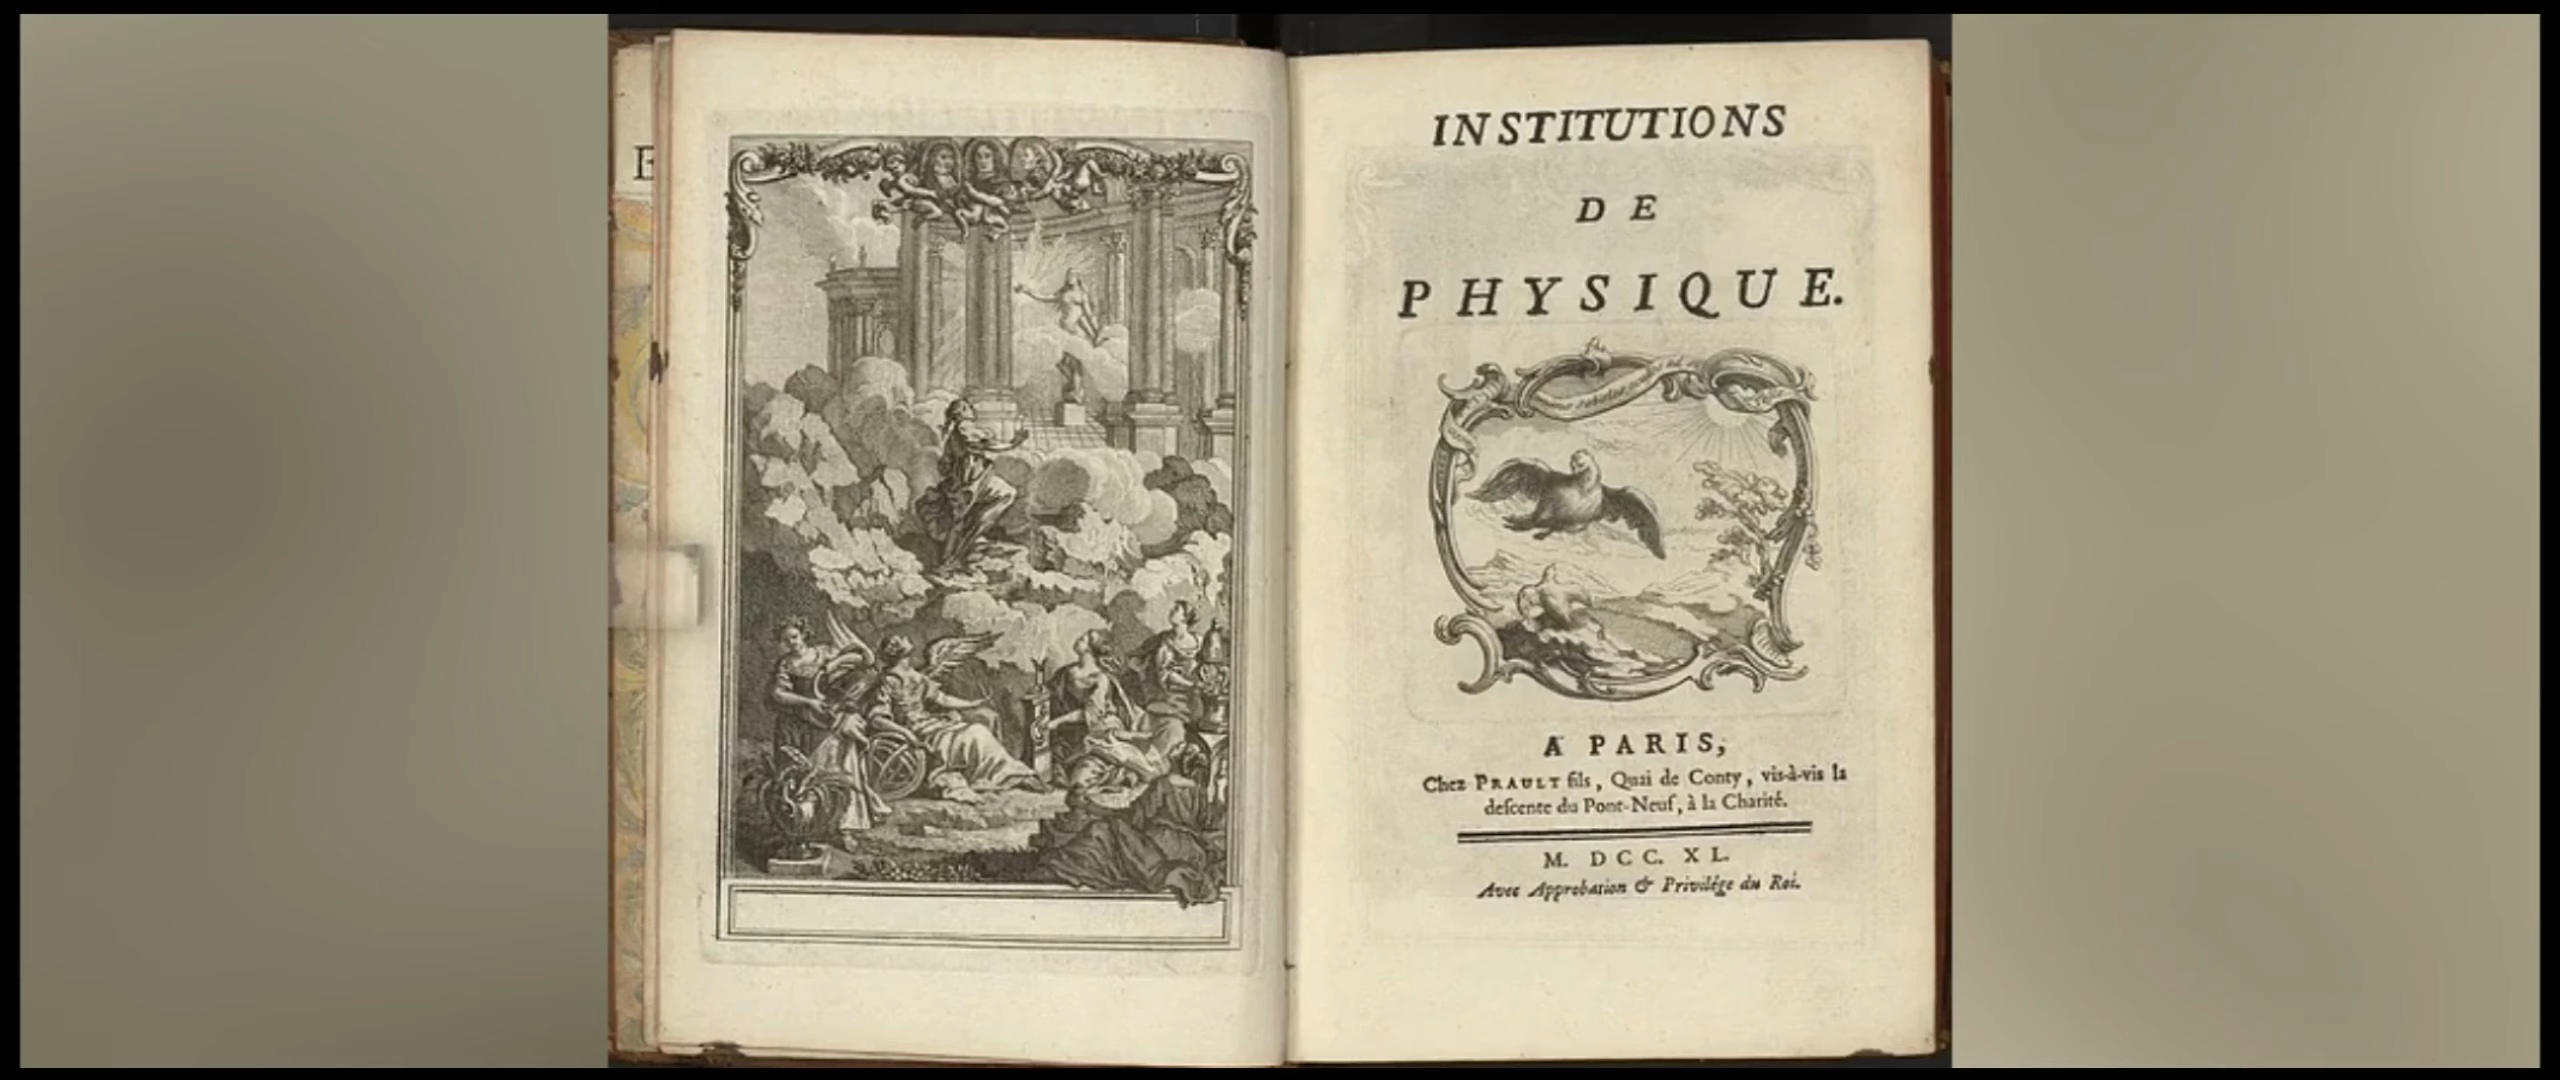 E
INSTITUTIONS
DE
PHYSIQUE.
A PARIS,
Chez PRAULT fils, Quai de Conty, vis-à-vis la
deſcente du Pont-Neuf, à la Charité.
M. DCC. XL.
Avec Approbation & Privilége du Roi.